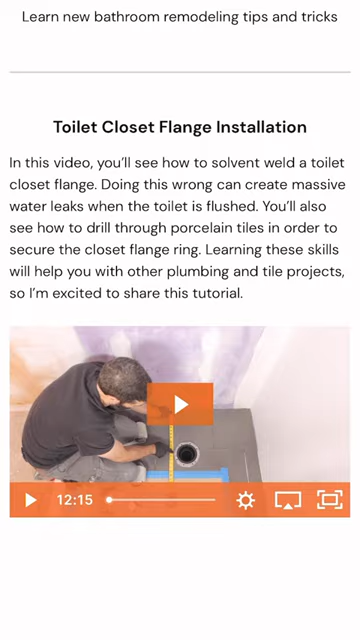 Learn new bathroom remodeling tips and tricks
Toilet Closet Flange Installation
In this video, you'll see how to solvent weld a toilet
closet flange. Doing this wrong can create massive
water leaks when the toilet is flushed. You'll also
see how to drill through porcelain tiles in order to
secure the closet flange ring. Learning these skills
will help you with other plumbing and tile projects,
so I'm excited to share this tutorial.
12:15